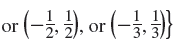 or (−1/2, 1/2), or (−1/3, 1/3)}